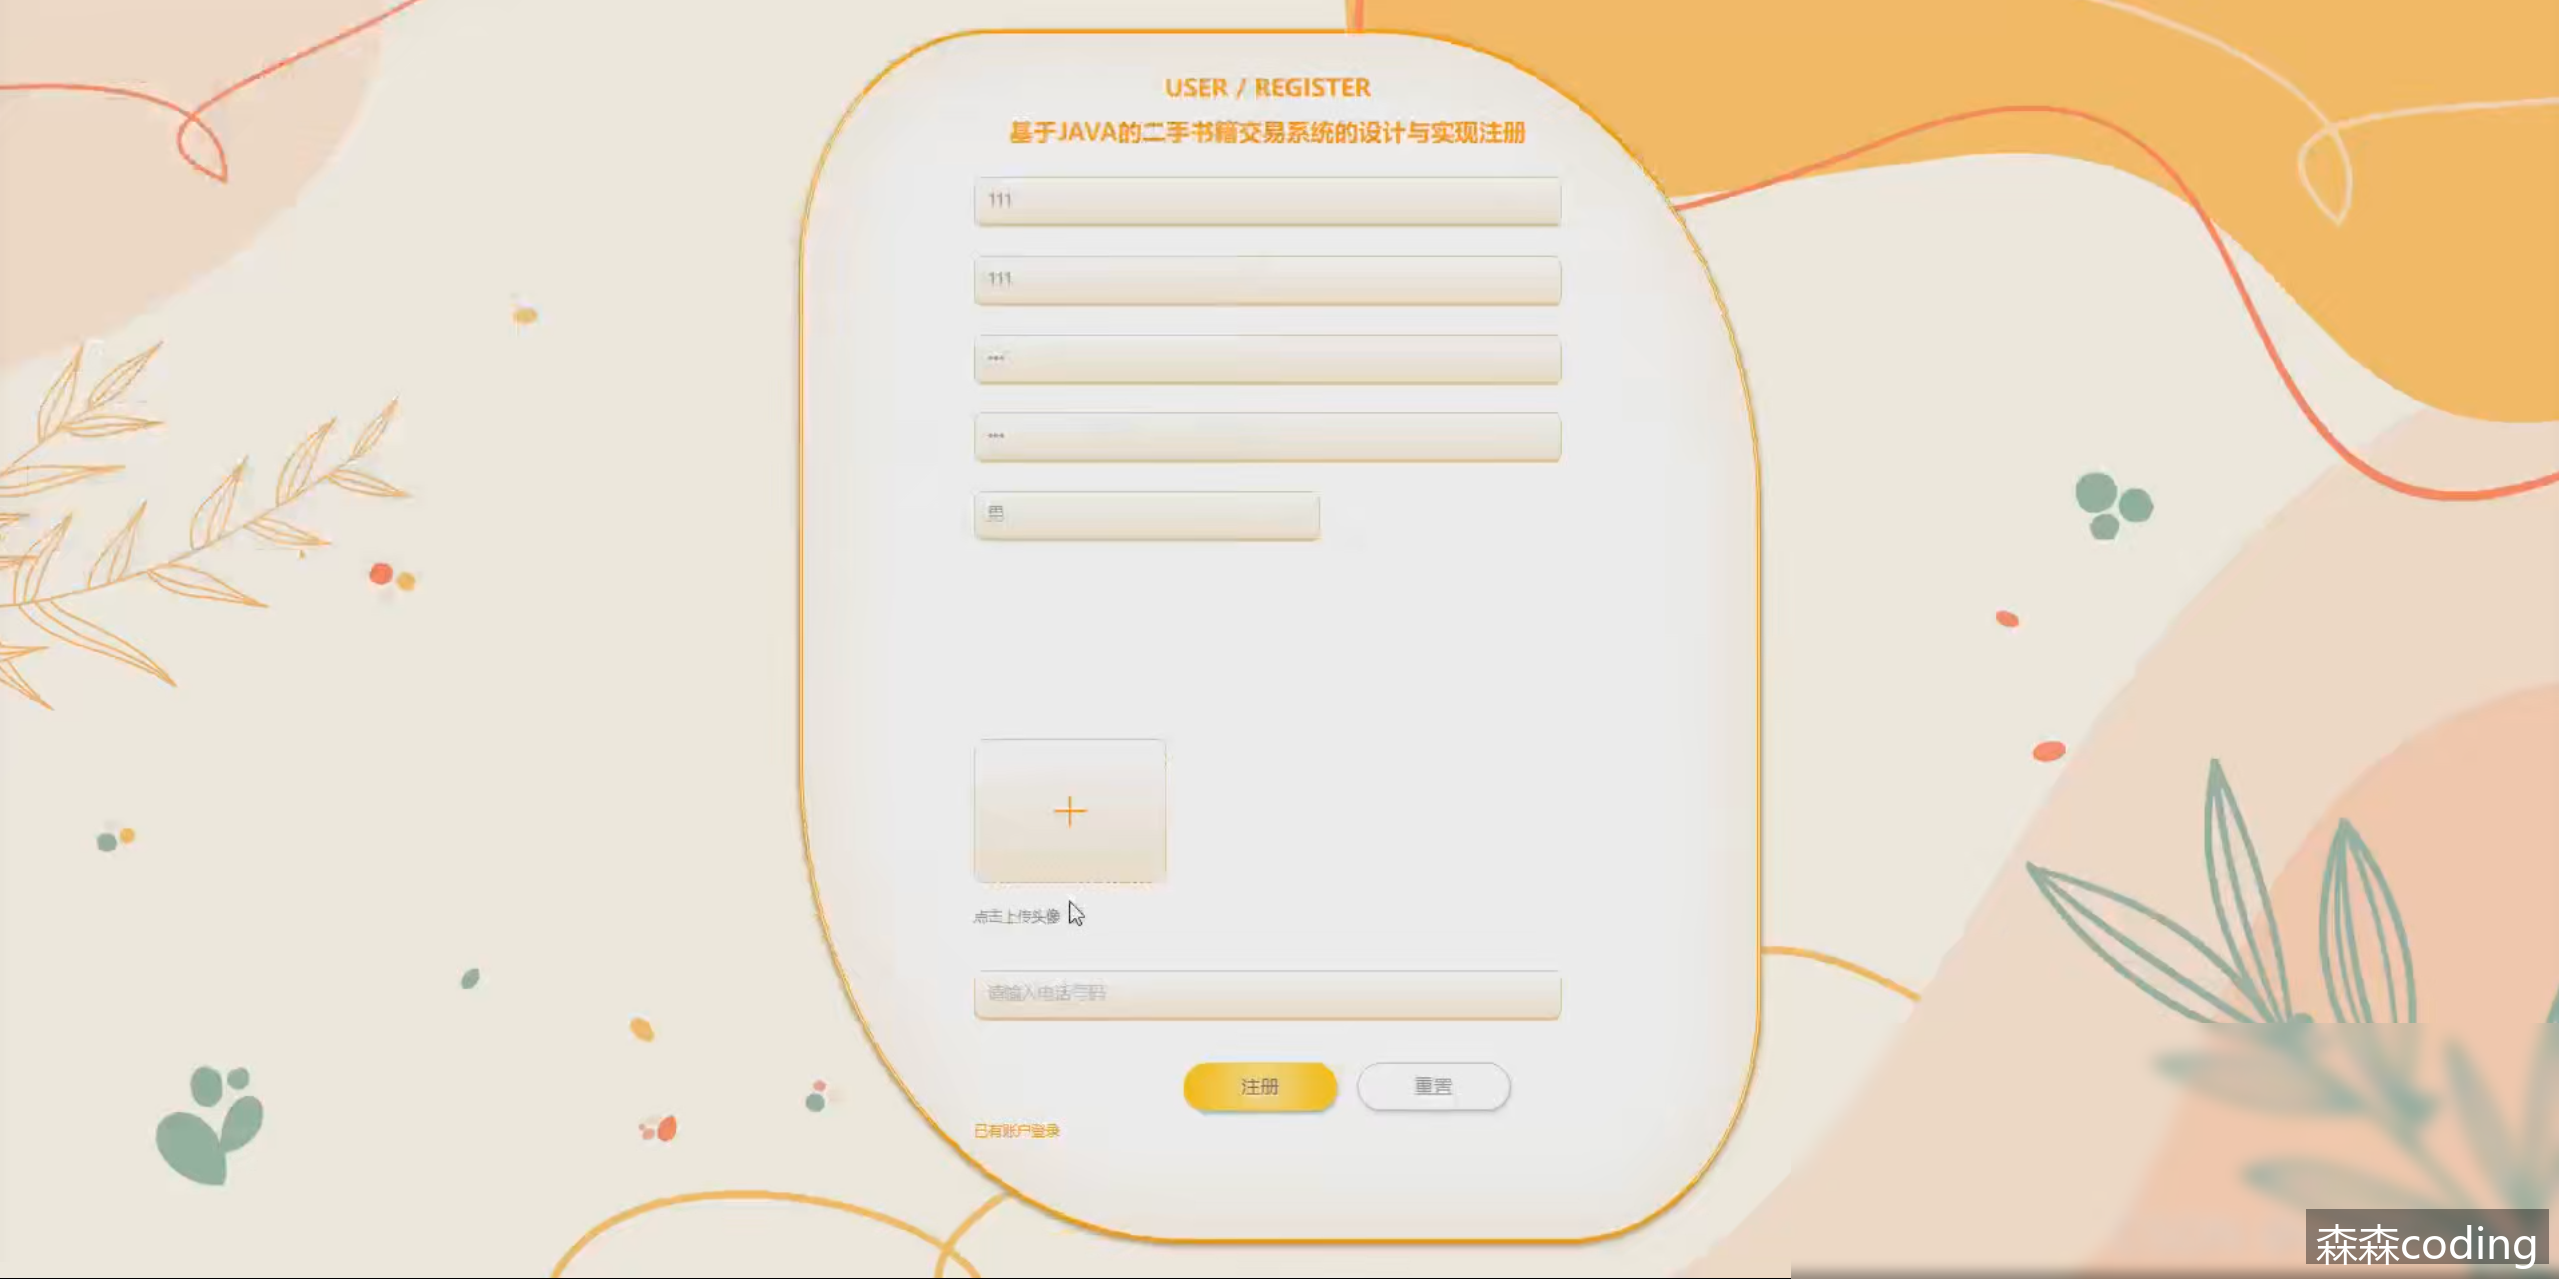 USER / REGISTER
基于JAVA的二手书籍交易系统的设计与实现注册
111
111
•••
•••
男
点击上传头像
请输入电话号码
注册
重置
已有账户登录
森森coding